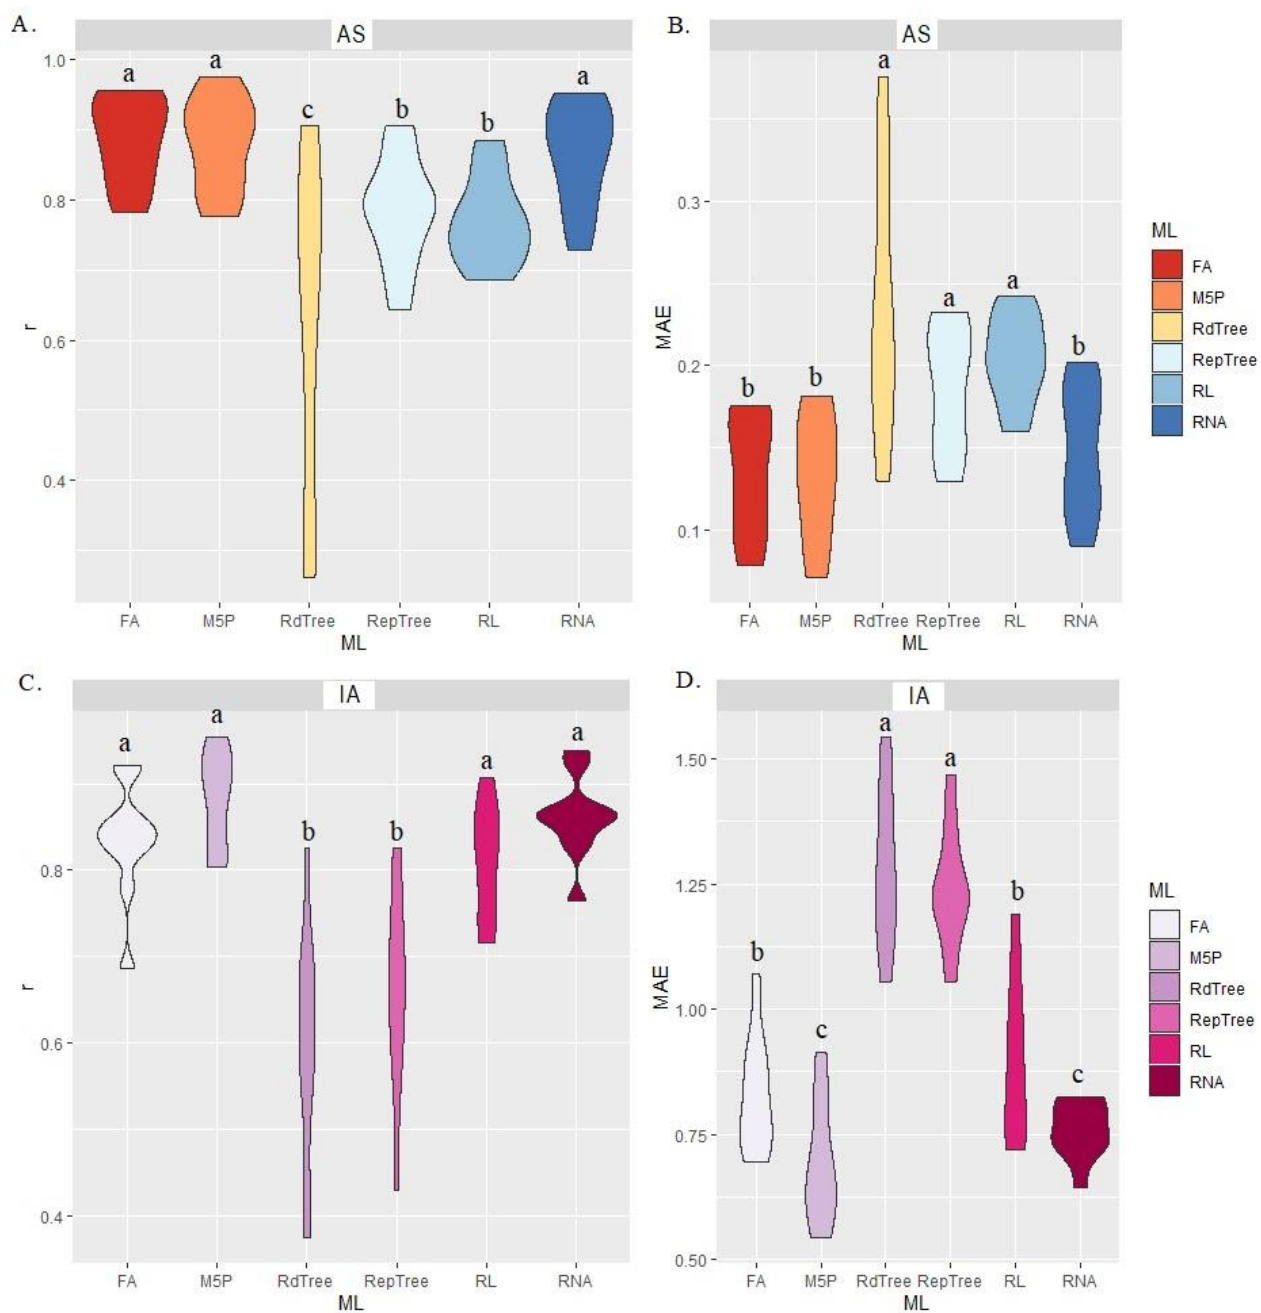 A.
AS
1.0
0.8
0.6
0.4
r
a
a
c
b
b
a
FA M5P RdTree RepTree RL RNA
ML
B.
AS
0.3
0.2
0.1
MAE
b
b
a
a
a
b
FA M5P RdTree RepTree RL RNA
ML
ML
FA
M5P
RdTree
RepTree
RL
RNA
C.
IA
0.8
0.6
0.4
r
a
a
b
b
a
a
FA M5P RdTree RepTree RL RNA
ML
D.
IA
1.50
1.25
1.00
0.75
0.50
MAE
b
c
a
a
b
c
FA M5P RdTree RepTree RL RNA
ML
ML
FA
M5P
RdTree
RepTree
RL
RNA